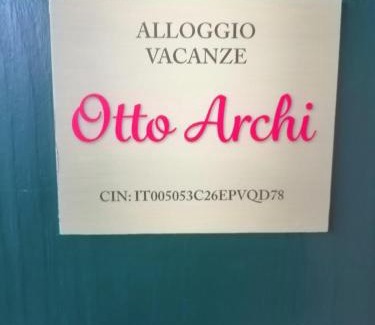 ALLOGGIO
VACANZE
Otto Archi
CIN: IT005053C26EPVQD78